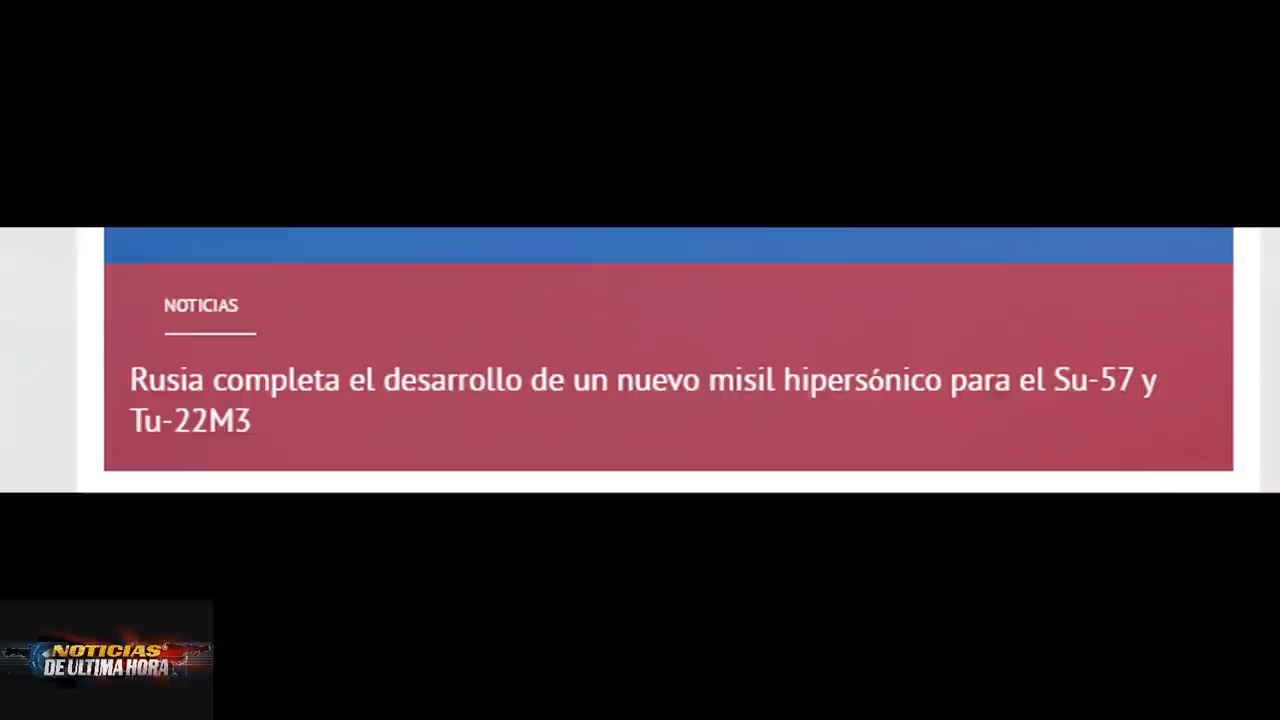 NOTICIAS
Rusia completa el desarrollo de un nuevo misil hipersónico para el Su-57 y
Tu-22M3
NOTICIAS
DE ULTIMA HORA